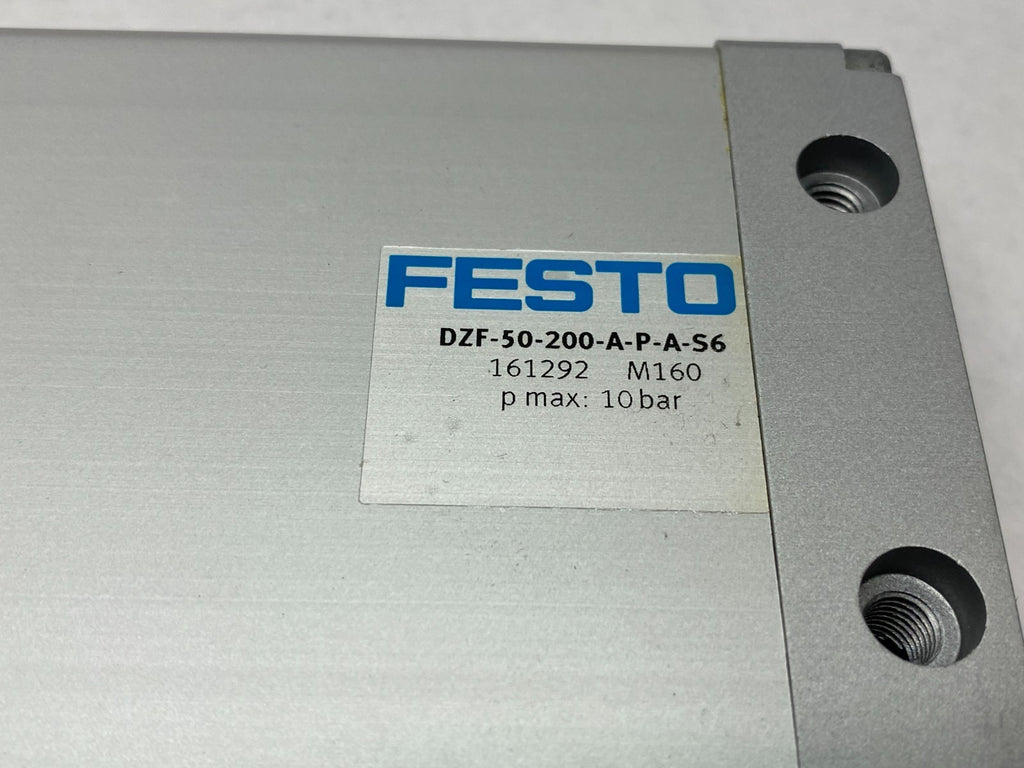 FESTO
DZF-50-200-A-P-A-S6
161292 M160
p max: 10 bar